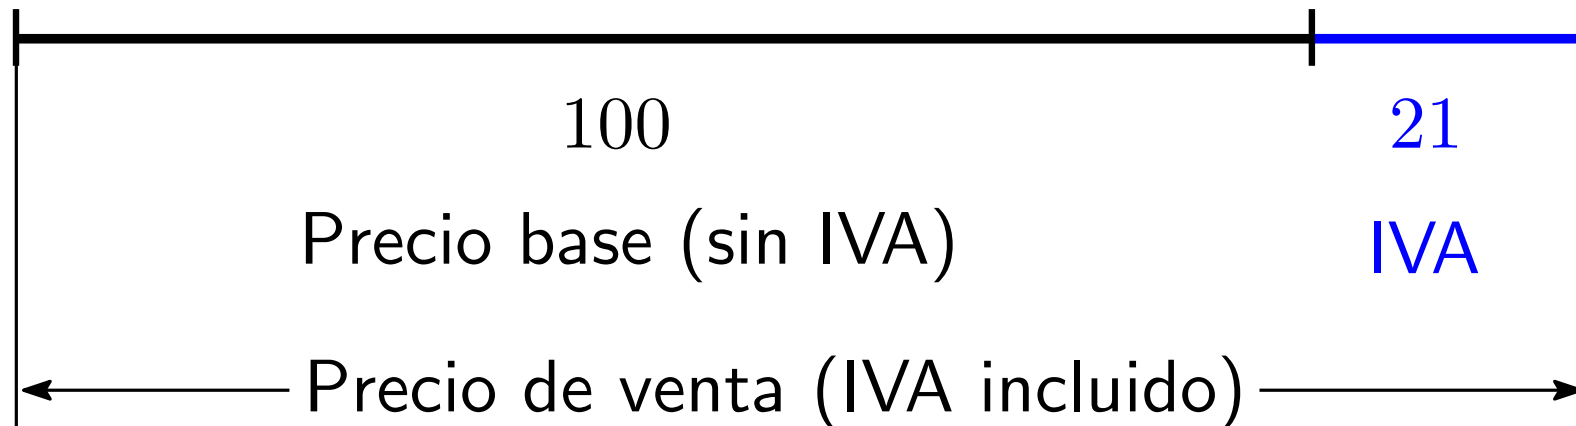 100 21
Precio base (sin IVA) IVA
Precio de venta (IVA incluido)